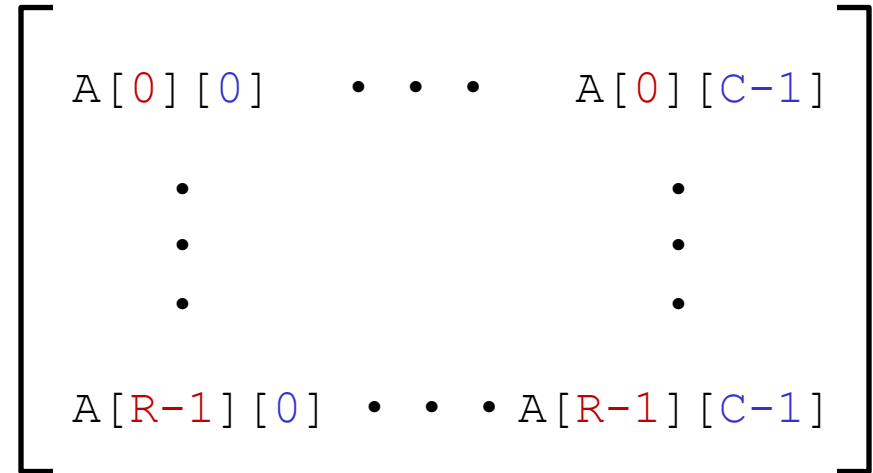 A[0][0] • • • A[0][C-1]
• •
• •
• •
A[R-1][0] • • • A[R-1][C-1]